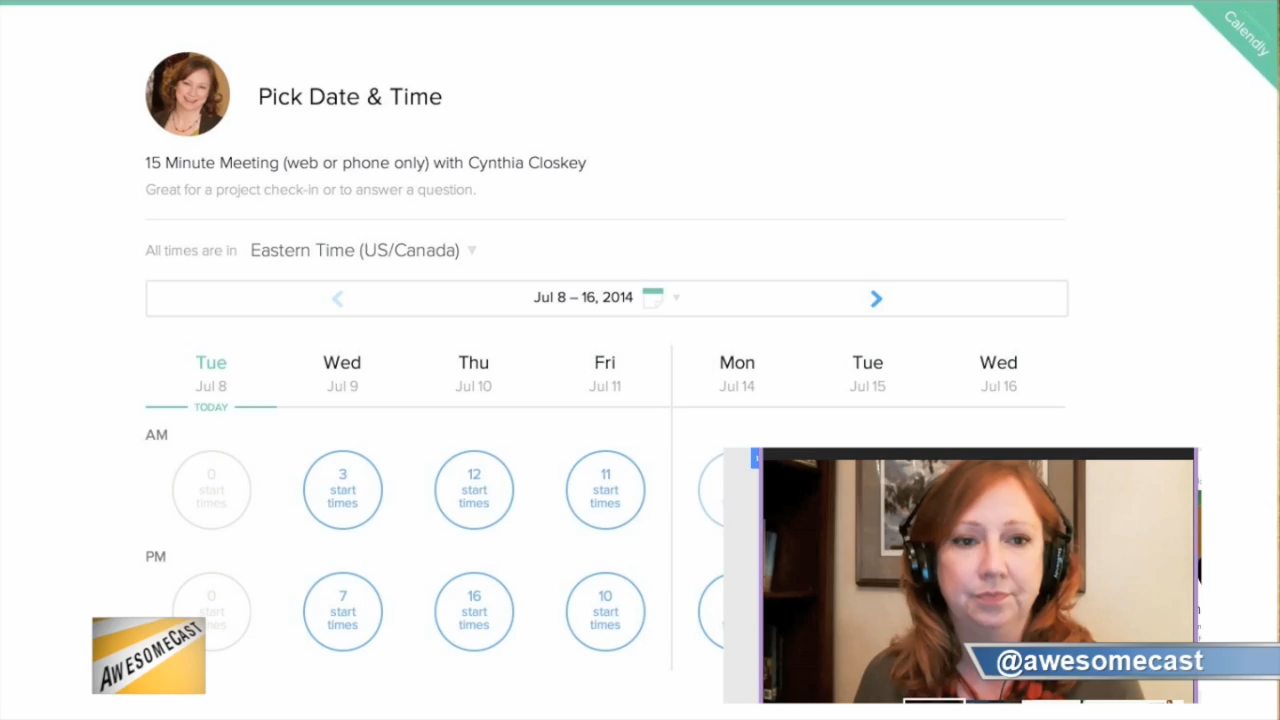 Calendly
Pick Date & Time
15 Minute Meeting (web or phone only) with Cynthia Closkey
Great for a project check-in or to answer a question.
All times are in Eastern Time (US/Canada)
Jul 8 – 16, 2014
Tue Wed Thu Fri Mon Tue Wed
Jul 8 Jul 9 Jul 10 Jul 11 Jul 14 Jul 15 Jul 16
TODAY
AM
0 3 12 11
start start start start
times times times times
PM
0 7 16 10
start start start start
times times times
AWESOMECAST
@awesomecast